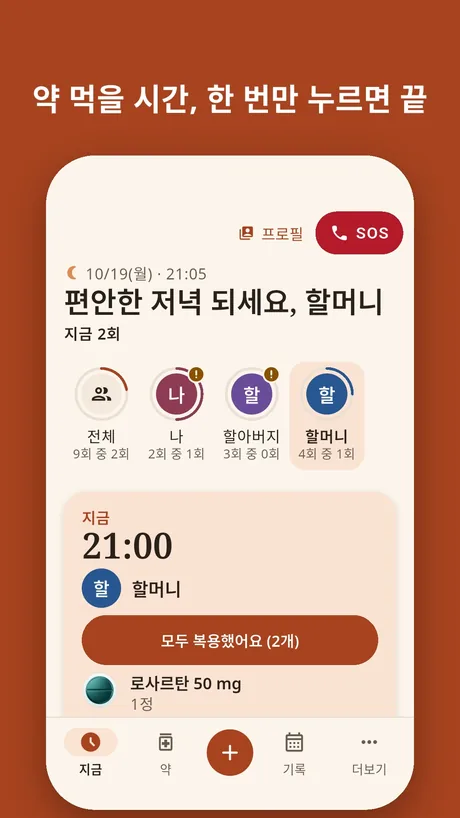 약 먹을 시간, 한 번만 누르면 끝
프로필
SOS
10/19(월) · 21:05
편안한 저녁 되세요, 할머니
지금 2회
나 ! 할 ! 할
전체 나 할아버지 할머니
9회 중 2회 2회 중 1회 3회 중 0회 4회 중 1회
지금
21:00
할 할머니
모두 복용했어요 (2개)
로사르탄 50 mg
1정
지금 약 + 기록 더보기